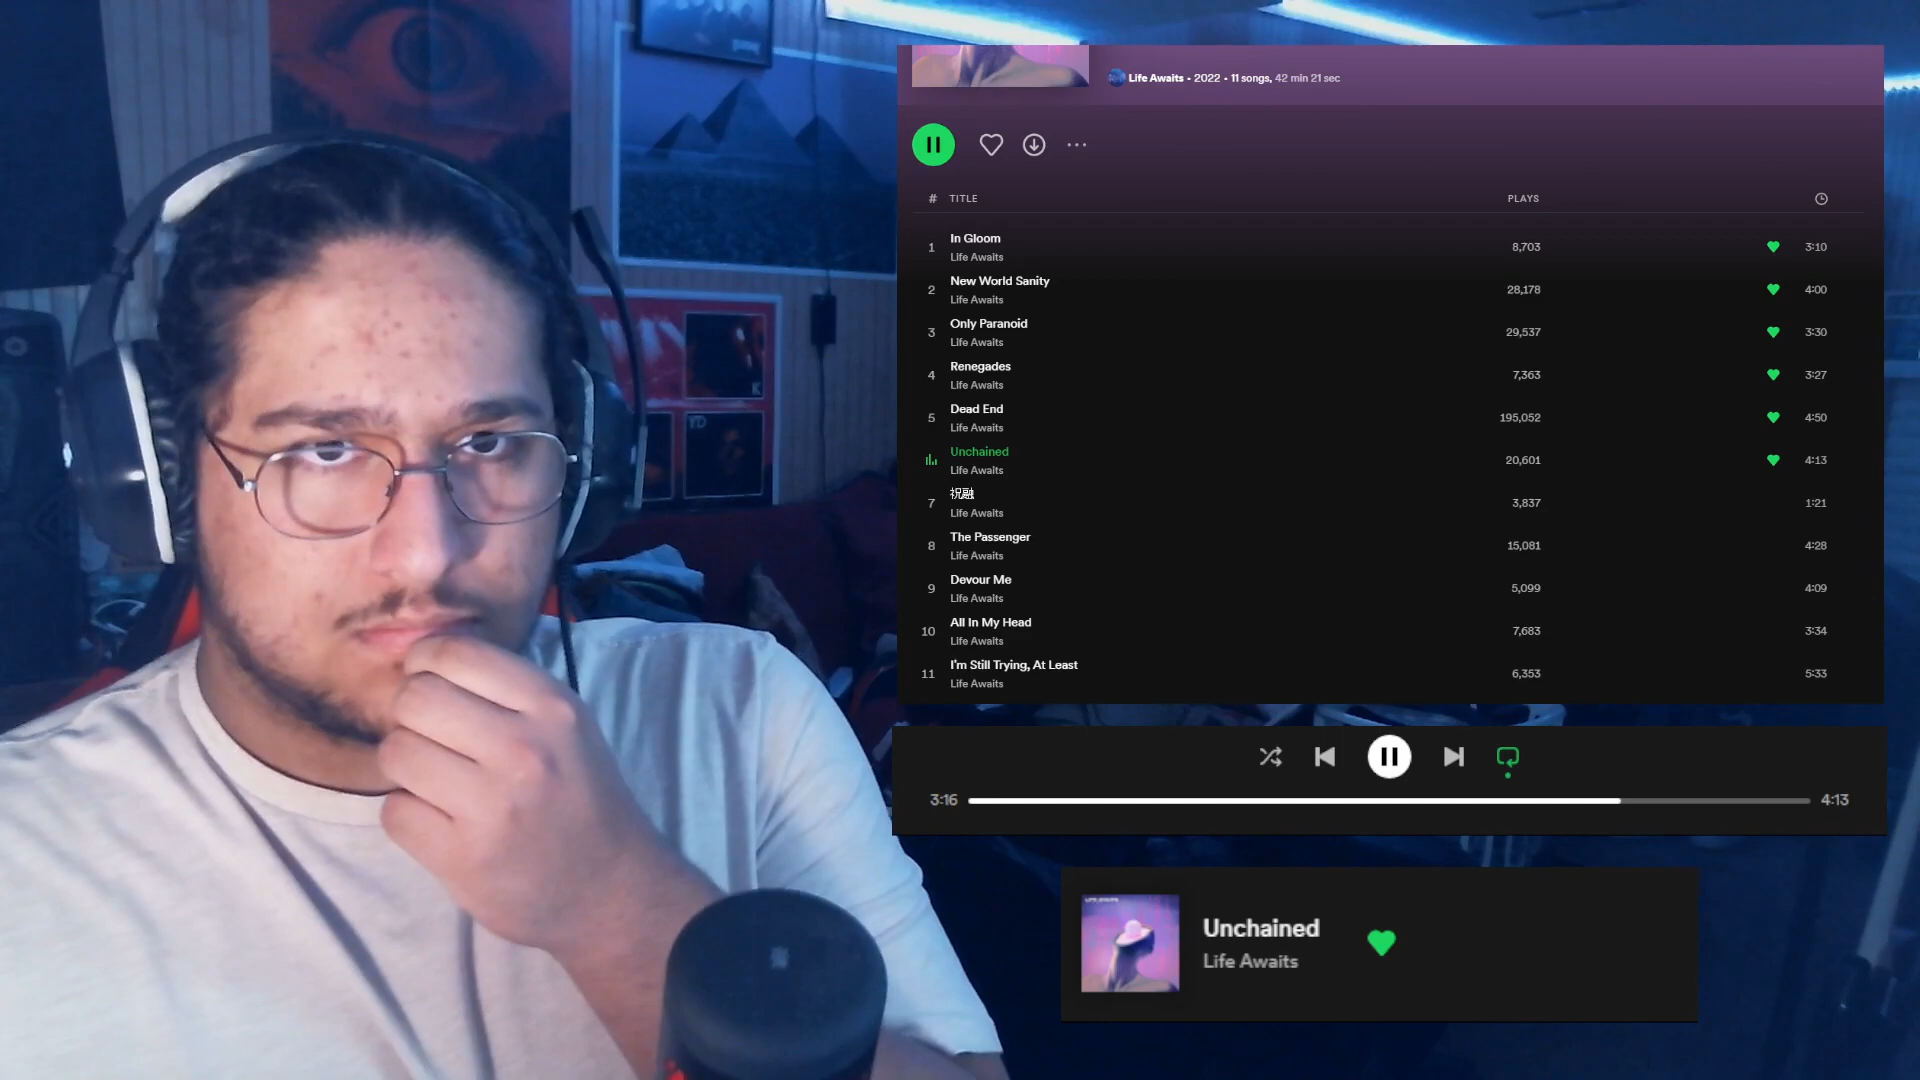 Life Awaits • 2022 • 11 songs, 42 min 21 sec
# TITLE PLAYS
1 In Gloom 8,703 3:10
Life Awaits
2 New World Sanity 28,178 4:00
Life Awaits
3 Only Paranoid 29,537 3:30
Life Awaits
4 Renegades 7,363 3:27
Life Awaits
5 Dead End 195,052 4:50
Life Awaits
Unchained 20,601 4:13
Life Awaits
7 祝融 3,837 1:21
Life Awaits
8 The Passenger 15,081 4:28
Life Awaits
9 Devour Me 5,099 4:09
Life Awaits
10 All In My Head 7,683 3:34
Life Awaits
11 I'm Still Trying, At Least 6,353 5:33
Life Awaits
3:16 4:13
Unchained
Life Awaits
YD
K